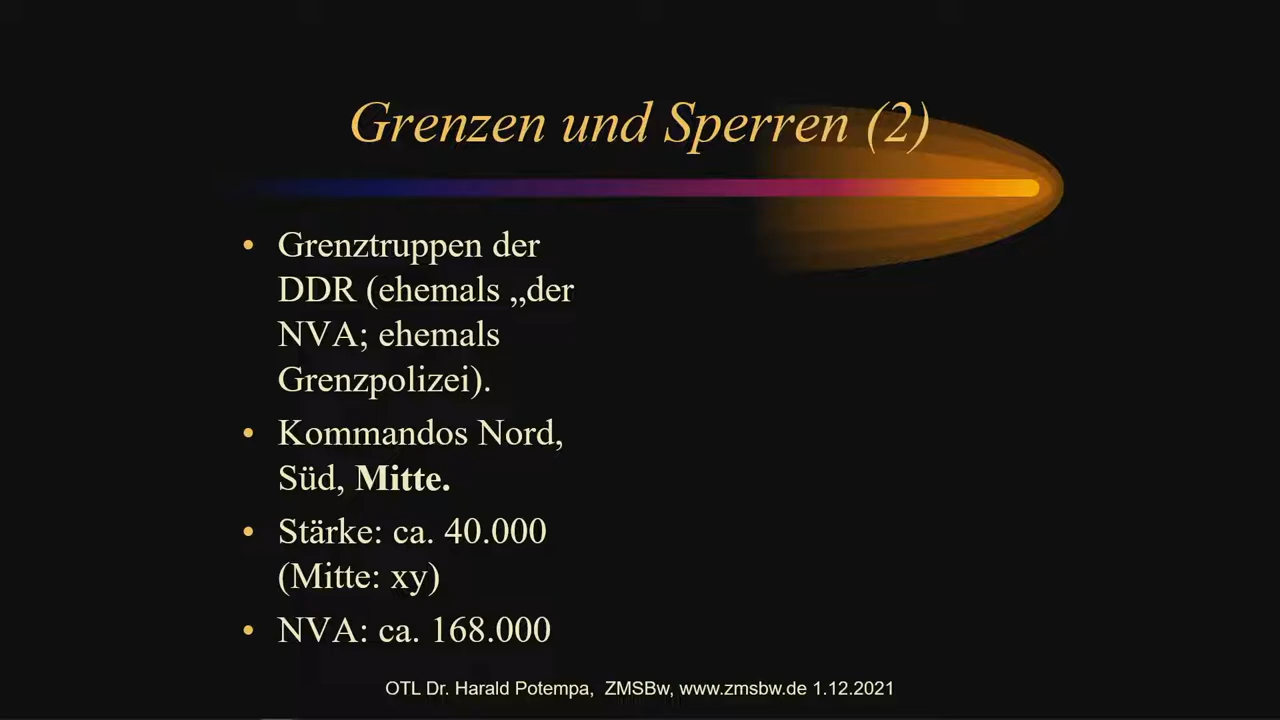 Grenzen und Sperren (2)
• Grenztruppen der
DDR (ehemals „der
NVA; ehemals
Grenzpolizei).
• Kommandos Nord,
Süd, Mitte.
• Stärke: ca. 40.000
(Mitte: xy)
• NVA: ca. 168.000
OTL Dr. Harald Potempa, ZMSBw, www.zmsbw.de 1.12.2021